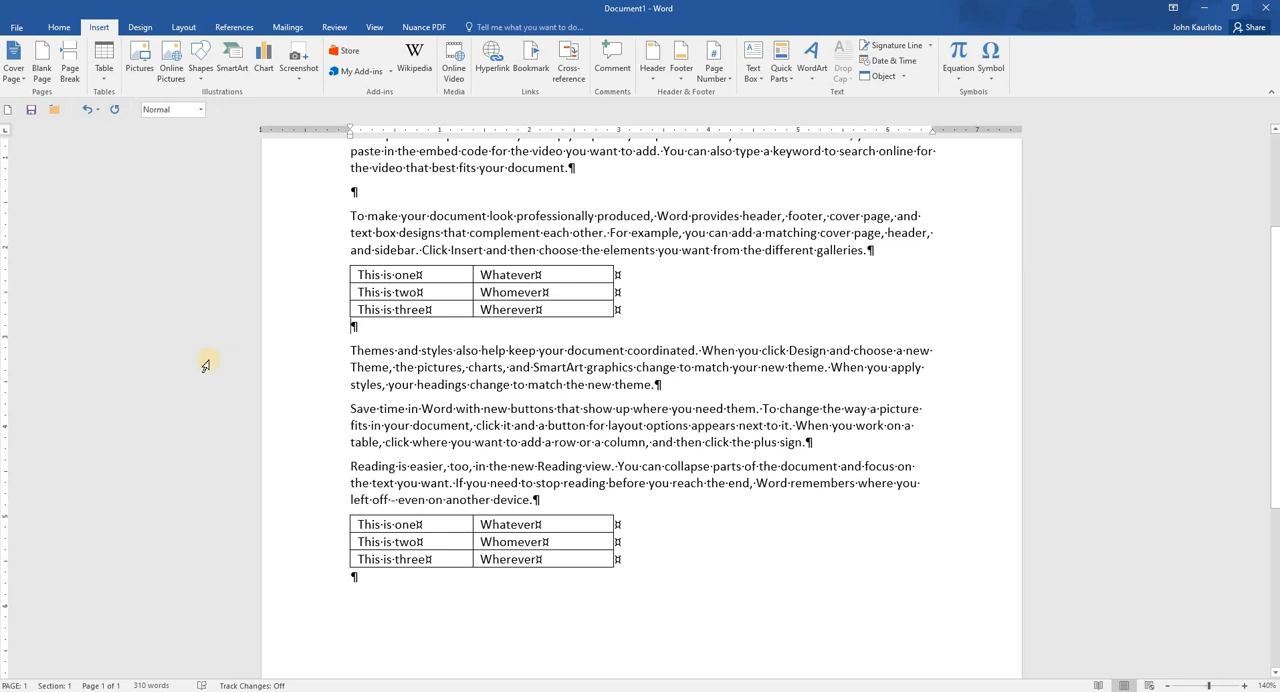 Document1 - Word
File Home Insert Design Layout References Mailings Review View Nuance PDF Tell me what you want to do... John Kaurloto Share
Cover Page Blank Page Page Break Table Pictures Online Pictures Shapes SmartArt Chart Screenshot Store My Add-ins Wikipedia Online Video Hyperlink Bookmark Cross-reference Comment Header Footer Page Number Text Box Quick Parts WordArt Drop Cap Signature Line Date & Time Object Equation Symbol
Pages Tables Illustrations Add-ins Media Links Comments Header & Footer Text Symbols
Normal
1 1 2 3 4 5 6 7
paste·in·the·embed·code·for·the·video·you·want·to·add.·You·can·also·type·a·keyword·to·search·online·for·
the·video·that·best·fits·your·document.¶
¶
To·make·your·document·look·professionally·produced,·Word·provides·header,·footer,·cover·page,·and·
text·box·designs·that·complement·each·other.·For·example,·you·can·add·a·matching·cover·page,·header,·
and·sidebar.·Click·Insert·and·then·choose·the·elements·you·want·from·the·different·galleries.¶
This·is·one¤ Whatever¤ ¤
This·is·two¤ Whomever¤ ¤
This·is·three¤ Wherever¤ ¤
¶
Themes·and·styles·also·help·keep·your·document·coordinated.·When·you·click·Design·and·choose·a·new·
Theme,·the·pictures,·charts,·and·SmartArt·graphics·change·to·match·your·new·theme.·When·you·apply·
styles,·your·headings·change·to·match·the·new·theme.¶
Save·time·in·Word·with·new·buttons·that·show·up·where·you·need·them.·To·change·the·way·a·picture·
fits·in·your·document,·click·it·and·a·button·for·layout·options·appears·next·to·it.·When·you·work·on·a·
table,·click·where·you·want·to·add·a·row·or·a·column,·and·then·click·the·plus·sign.¶
Reading·is·easier,·too,·in·the·new·Reading·view.·You·can·collapse·parts·of·the·document·and·focus·on·
the·text·you·want.·If·you·need·to·stop·reading·before·you·reach·the·end,·Word·remembers·where·you·
left·off·-·even·on·another·device.¶
This·is·one¤ Whatever¤ ¤
This·is·two¤ Whomever¤ ¤
This·is·three¤ Wherever¤ ¤
¶
PAGE: 1 Section: 1 Page 1 of 1 310 words Track Changes: Off 140%